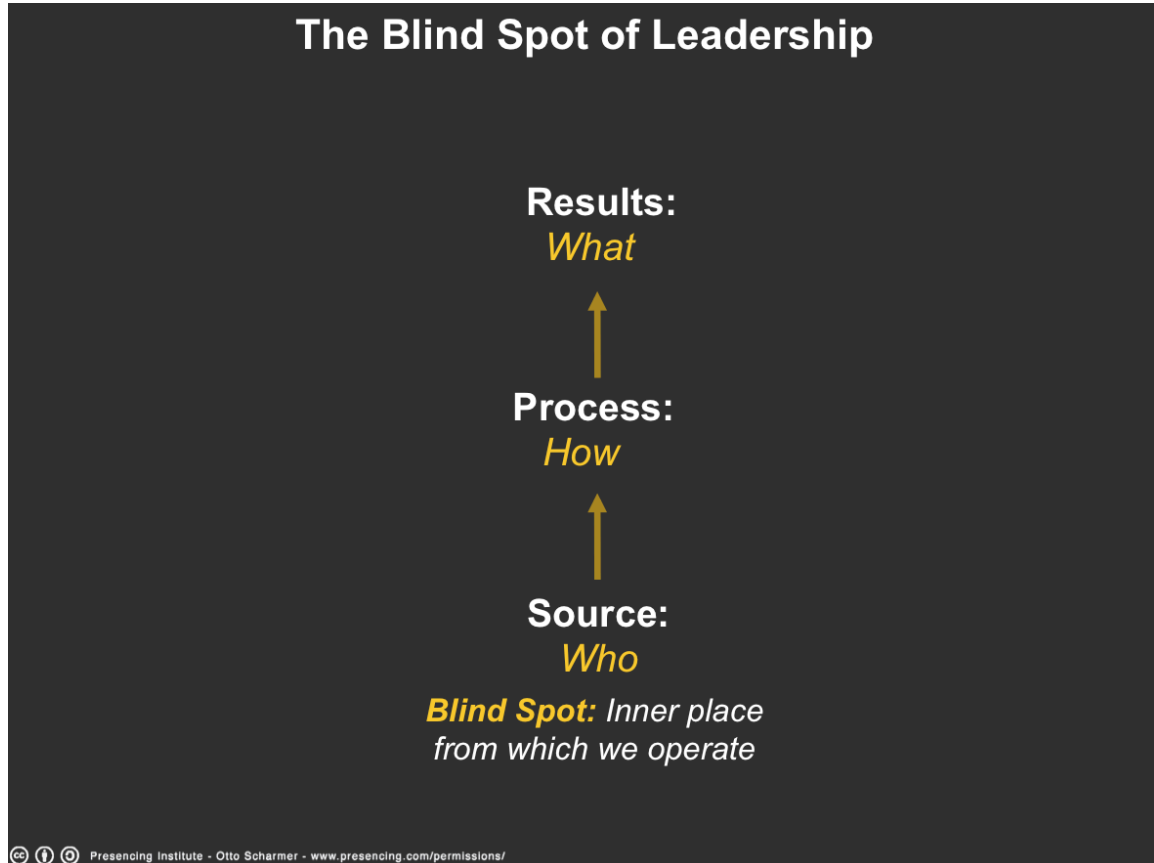 The Blind Spot of Leadership
Results:
What
Process:
How
Source:
Who
Blind Spot: Inner place
from which we operate
cc Presencing Institute - Otto Scharmer - www.presencing.com/permissions/